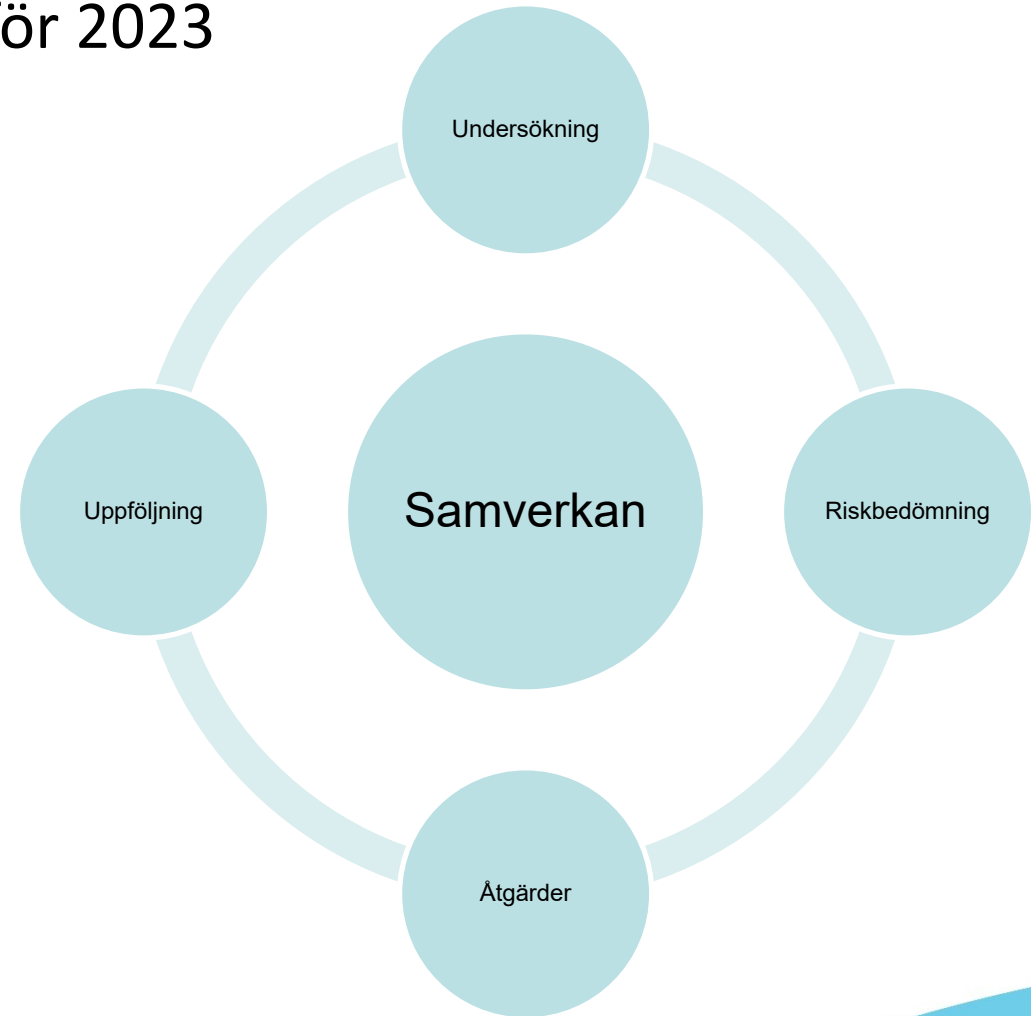 ör 2023
Undersökning
Uppföljning
Samverkan
Riskbedömning
Åtgärder